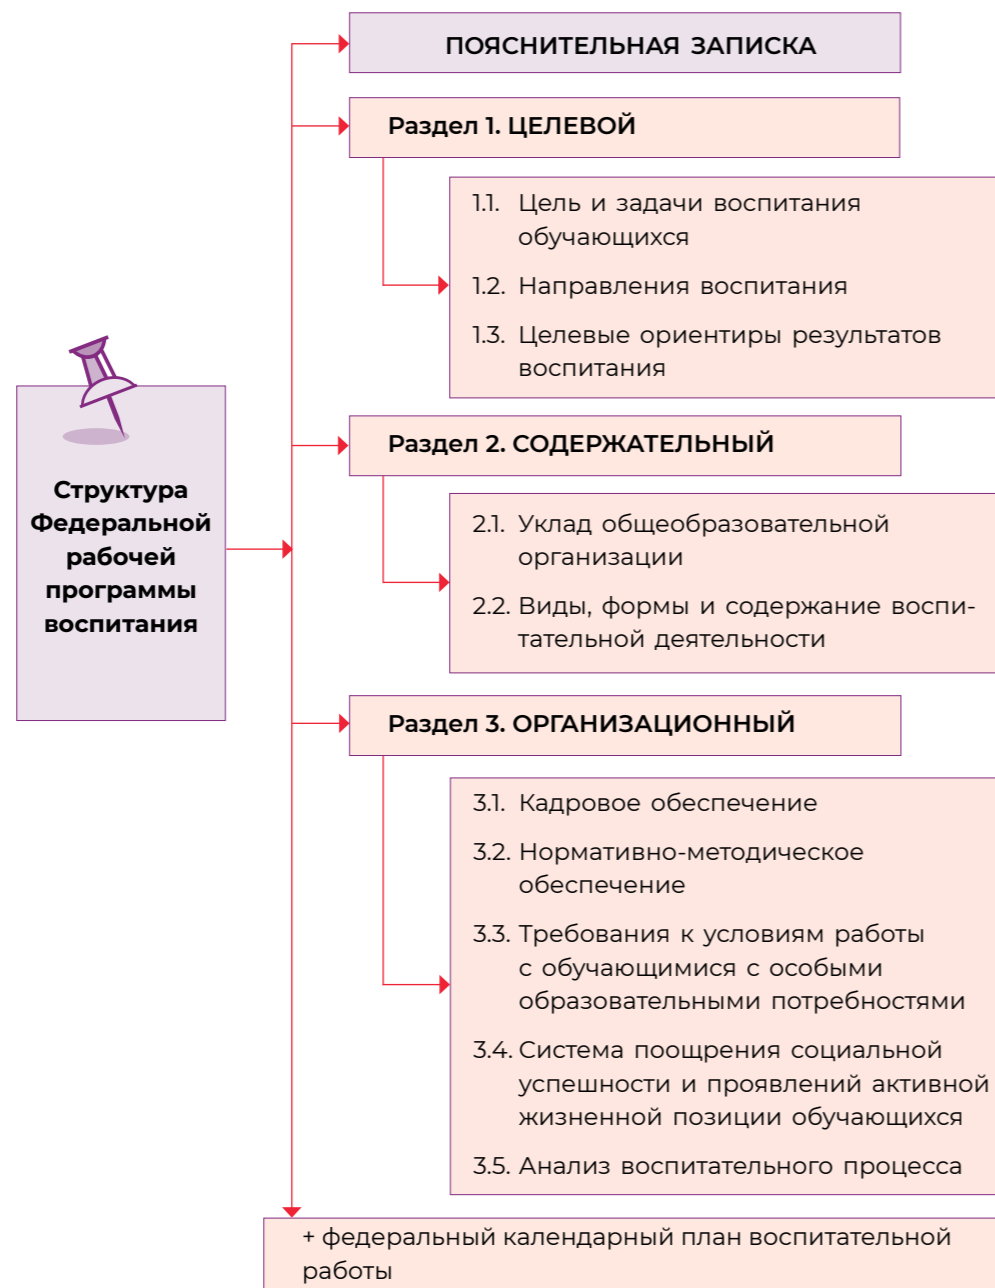 ПОЯСНИТЕЛЬНАЯ ЗАПИСКА
Раздел 1. ЦЕЛЕВОЙ
1.1. Цель и задачи воспитания
обучающихся
1.2. Направления воспитания
1.3. Целевые ориентиры результатов
воспитания
Структура
Федеральной
рабочей
программы
воспитания
Раздел 2. СОДЕРЖАТЕЛЬНЫЙ
2.1. Уклад общеобразовательной
организации
2.2. Виды, формы и содержание воспи-
тательной деятельности
Раздел 3. ОРГАНИЗАЦИОННЫЙ
3.1. Кадровое обеспечение
3.2. Нормативно-методическое
обеспечение
3.3. Требования к условиям работы
с обучающимися с особыми
образовательными потребностями
3.4. Система поощрения социальной
успешности и проявлений активной
жизненной позиции обучающихся
3.5. Анализ воспитательного процесса
+ федеральный календарный план воспитательной
работы